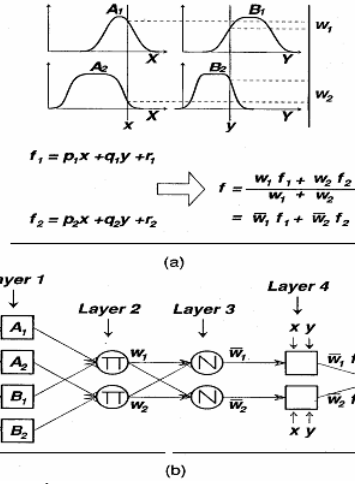 A₁ B₁ w₁
X Y
A₂ B₂ w₂
x X y Y
f₁ = p₁x +q₁y +r₁
f = w₁ f₁ + w₂ f₂ / w₁ + w₂
f₂ = p₂x +q₂y +r₂ = w̅₁ f₁ + w̅₂ f₂
(a)
ayer 1
Layer 2 Layer 3 Layer 4
x y
A₁
A₂ Π w₁ N w̅₁ w̅₁ f
B₁ Π w₂ N w̅₂ w̅₂ f
B₂
x y
(b)